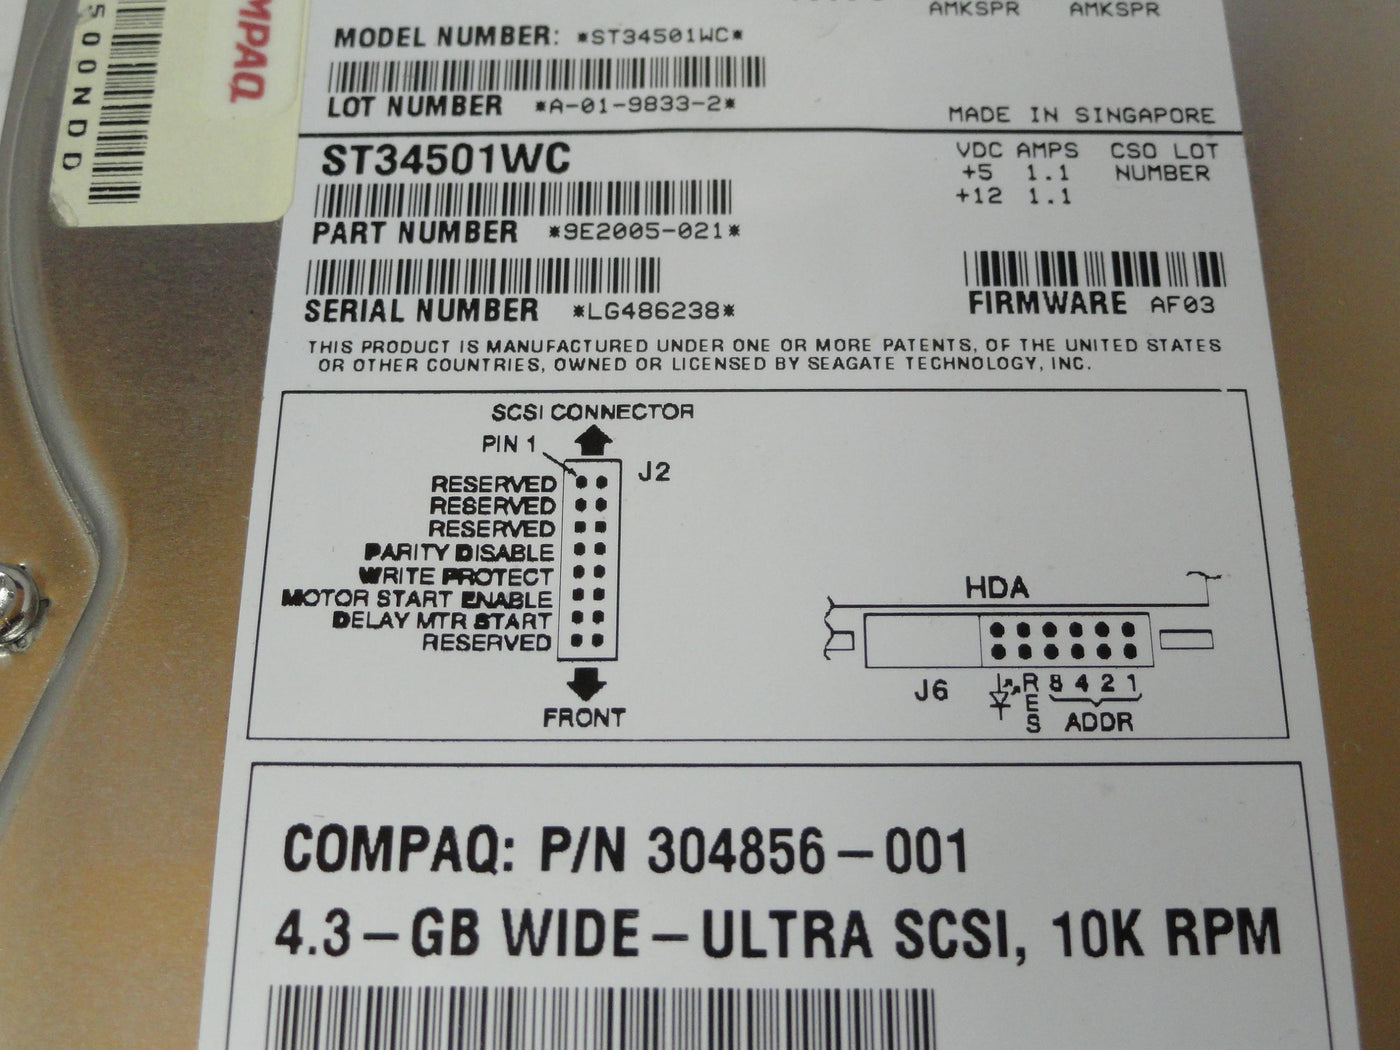 AMKSPR AMKSPR
MODEL NUMBER: *ST34501WC*
LOT NUMBER *A-01-9833-2*
MADE IN SINGAPORE
ST34501WC
VDC AMPS CSO LOT
+5 1.1 NUMBER
+12 1.1
PART NUMBER *9E2005-021*
SERIAL NUMBER *LG486238*
FIRMWARE AF03
THIS PRODUCT IS MANUFACTURED UNDER ONE OR MORE PATENTS, OF THE UNITED STATES
OR OTHER COUNTRIES, OWNED OR LICENSED BY SEAGATE TECHNOLOGY, INC.
SCSI CONNECTOR
PIN 1
J2
RESERVED
RESERVED
RESERVED
PARITY DISABLE
WRITE PROTECT
MOTOR START ENABLE
DELAY MTR START
RESERVED
FRONT
HDA
J6
RES 8 4 2 1
ADDR
COMPAQ: P/N 304856-001
4.3-GB WIDE-ULTRA SCSI, 10K RPM